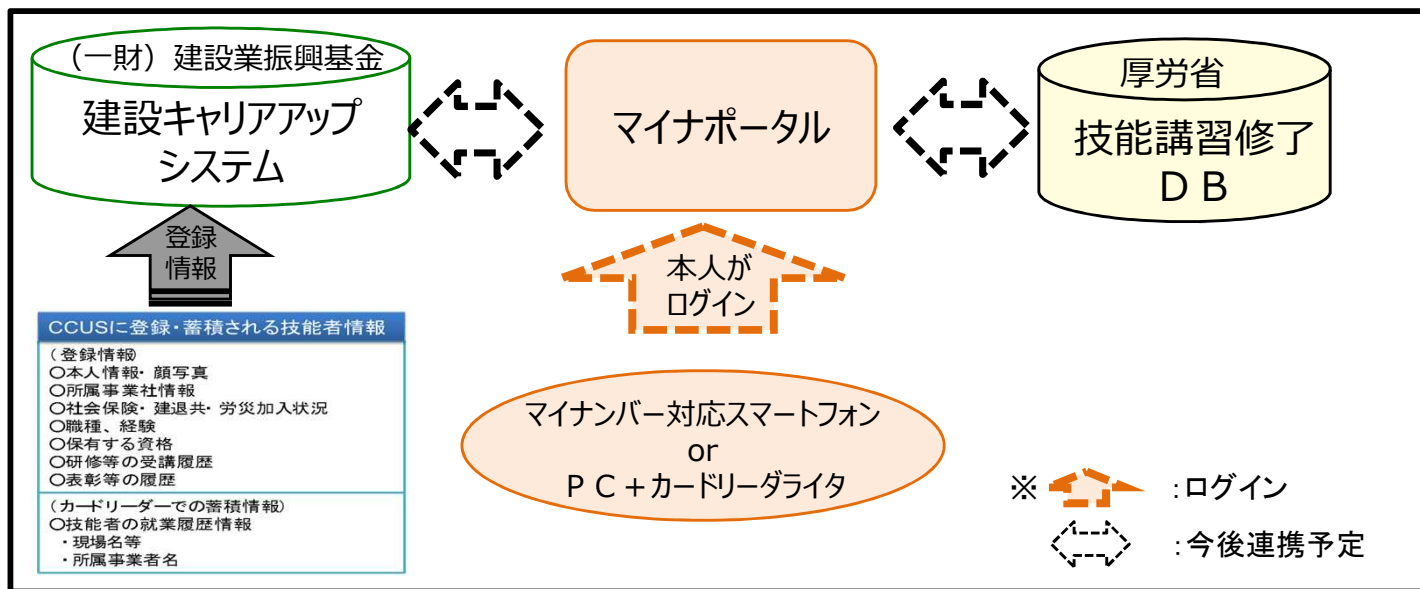 （一財）建設業振興基金
建設キャリアアップ
システム
マイナポータル
厚労省
技能講習修了
ＤＢ
登録
情報
本人が
ログイン
CCUSに登録・蓄積される技能者情報
（登録情報）
○本人情報・顔写真
○所属事業社情報
○社会保険・建退共・労災加入状況
○職種、経験
○保有する資格
○研修等の受講履歴
○表彰等の履歴
（カードリーダーでの蓄積情報）
○技能者の就業履歴情報
・現場名等
・所属事業者名
マイナンバー対応スマートフォン
or
ＰＣ＋カードリーダライタ
※ ：ログイン
：今後連携予定